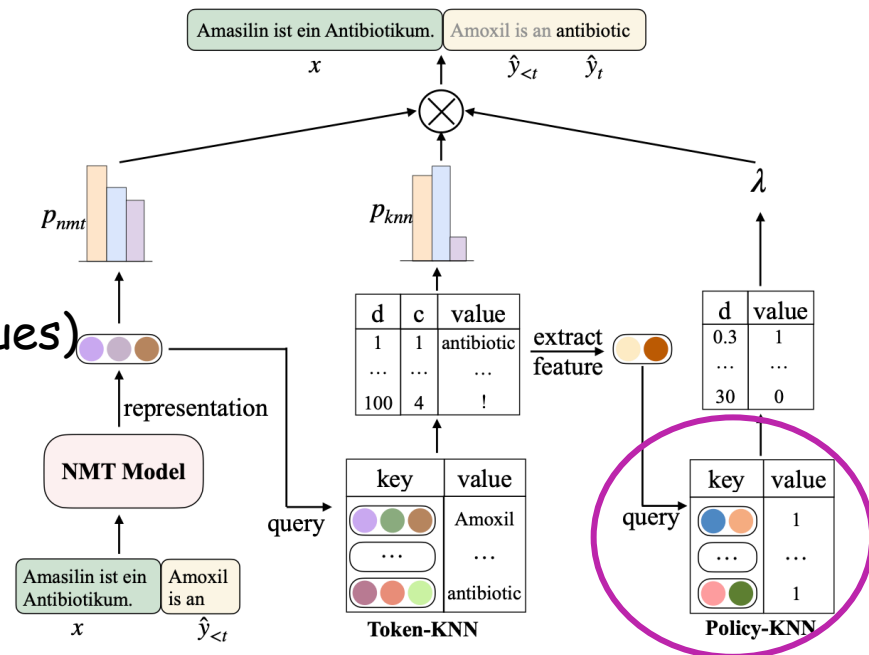 Amasilin ist ein Antibiotikum. Amoxil is an antibiotic
x ŷ<t ŷt
λ
pnmt
pknn
d c value
1 1 antibiotic
... ... ...
100 4 !
extract
feature
d value
0.3 1
... ...
30 0
ues)
representation
NMT Model
query
key value
Amoxil
... ...
antibiotic
Token-KNN
query
key value
1
... ...
1
Policy-KNN
Amasilin ist ein
Antibiotikum.
Amoxil
is an
x ŷ<t